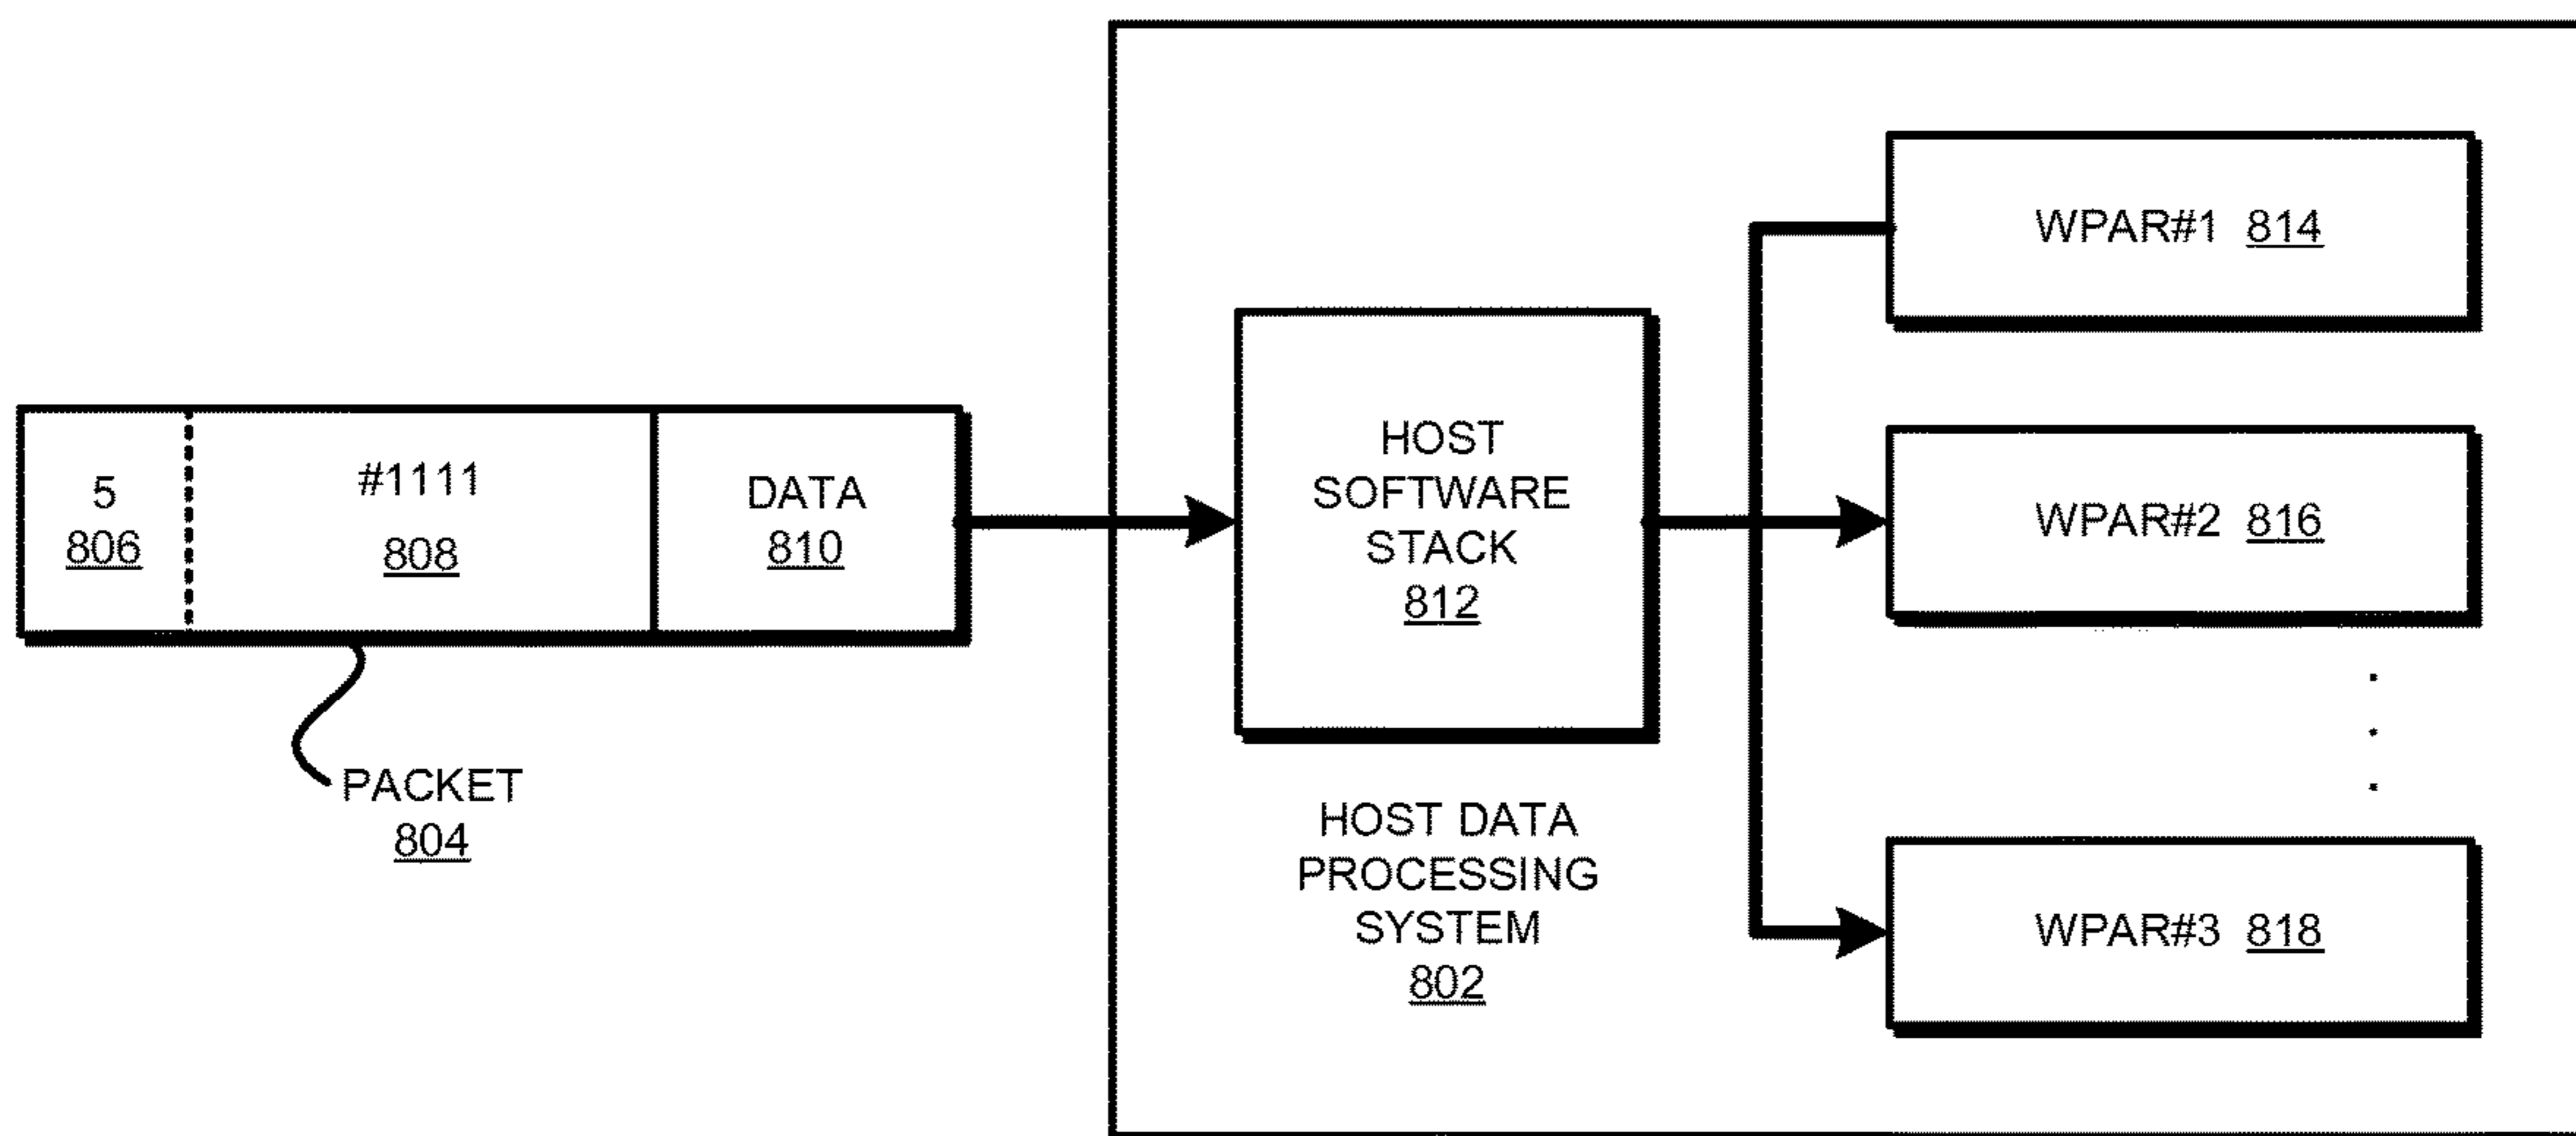 5
806
#1111
808
DATA
810
PACKET
804
HOST
SOFTWARE
STACK
812
HOST DATA
PROCESSING
SYSTEM
802
WPAR#1 814
WPAR#2 816
WPAR#3 818